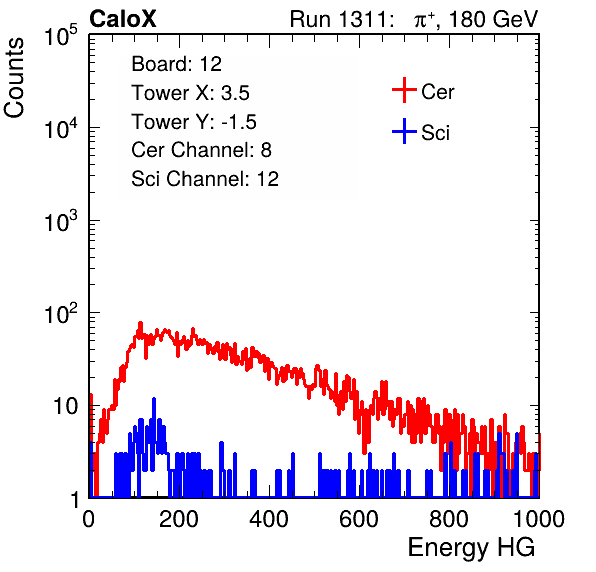 CaloX Run 1311: π⁺, 180 GeV
Board: 12
Tower X: 3.5
Tower Y: -1.5
Cer Channel: 8
Sci Channel: 12
Cer
Sci
Counts
10⁵
10⁴
10³
10²
10
1
0 200 400 600 800 1000
Energy HG